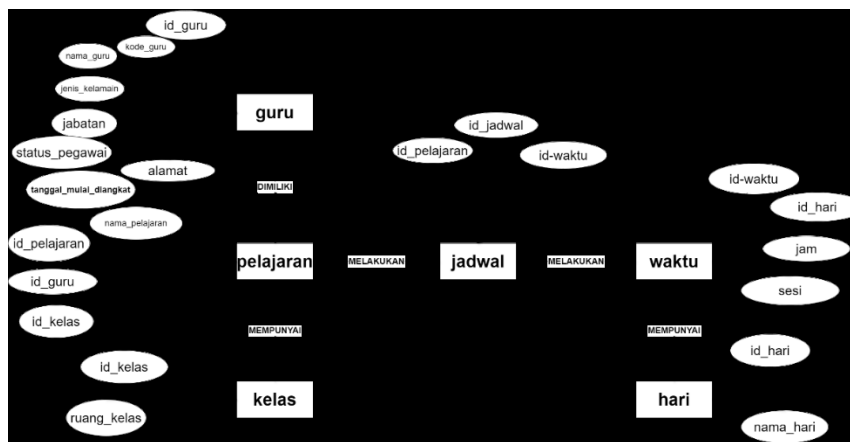 id_guru
kode_guru
nama_guru
jenis_kelamain
guru
jabatan
id_jadwal
status_pegawai
id_pelajaran
id-waktu
alamat
id-waktu
tanggal_mulai_diangkat
DIMILIKI
id_hari
nama_pelajaran
id_pelajaran
jam
pelajaran
MELAKUKAN
jadwal
MELAKUKAN
waktu
id_guru
sesi
id_kelas
MEMPUNYAI
MEMPUNYAI
id_hari
id_kelas
kelas
hari
ruang_kelas
nama_hari